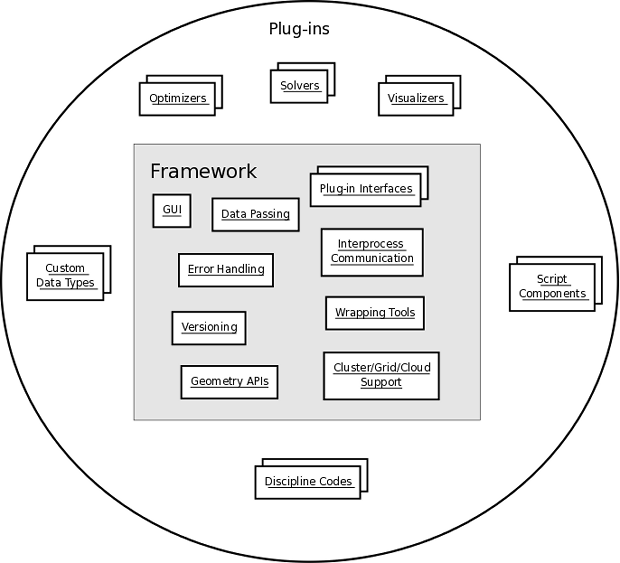 Plug-ins
Optimizers
Solvers
Visualizers
Framework
Plug-in Interfaces
GUI
Data Passing
Interprocess
Communication
Error Handling
Custom
Data Types
Script
Components
Versioning
Wrapping Tools
Geometry APIs
Cluster/Grid/Cloud
Support
Discipline Codes